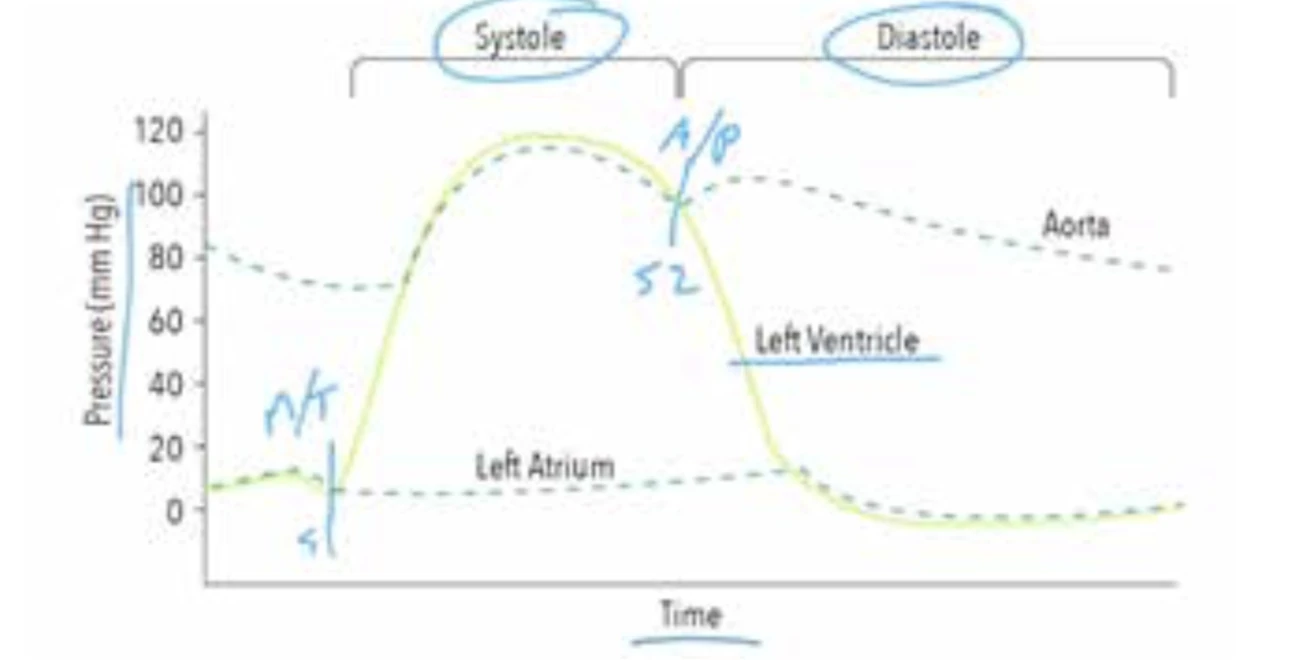 Systole
Diastole
120
100
80
60
40
20
0
Pressure (mm Hg)
A/P
S2
Aorta
Left Ventricle
M/T
Left Atrium
S1
Time